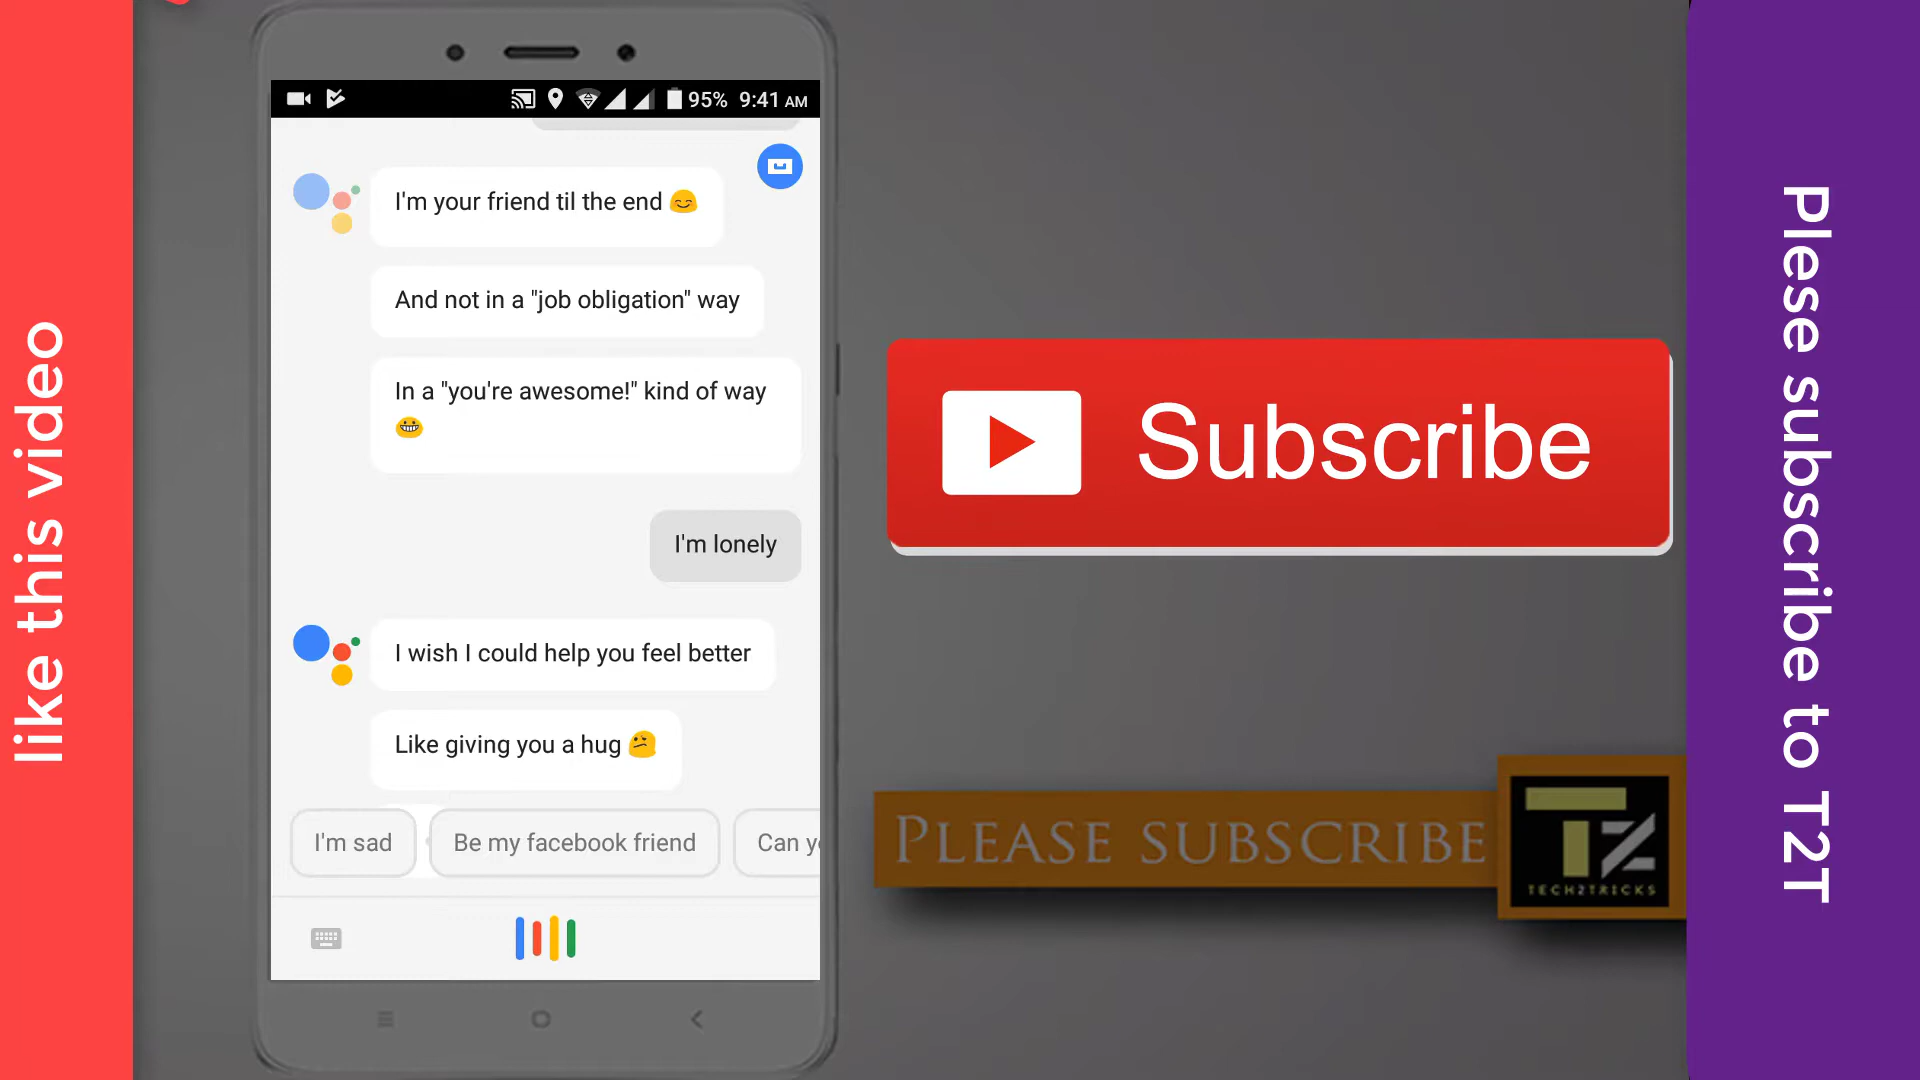 like this video
95% 9:41 AM
I'm your friend til the end 😊
And not in a "job obligation" way
In a "you're awesome!" kind of way
😀
I'm lonely
I wish I could help you feel better
Like giving you a hug 😕
I'm sad
Be my facebook friend
Can y
Subscribe
PLEASE SUBSCRIBE
TZ
TECH2TRICKS
Plese subscribe to T2T